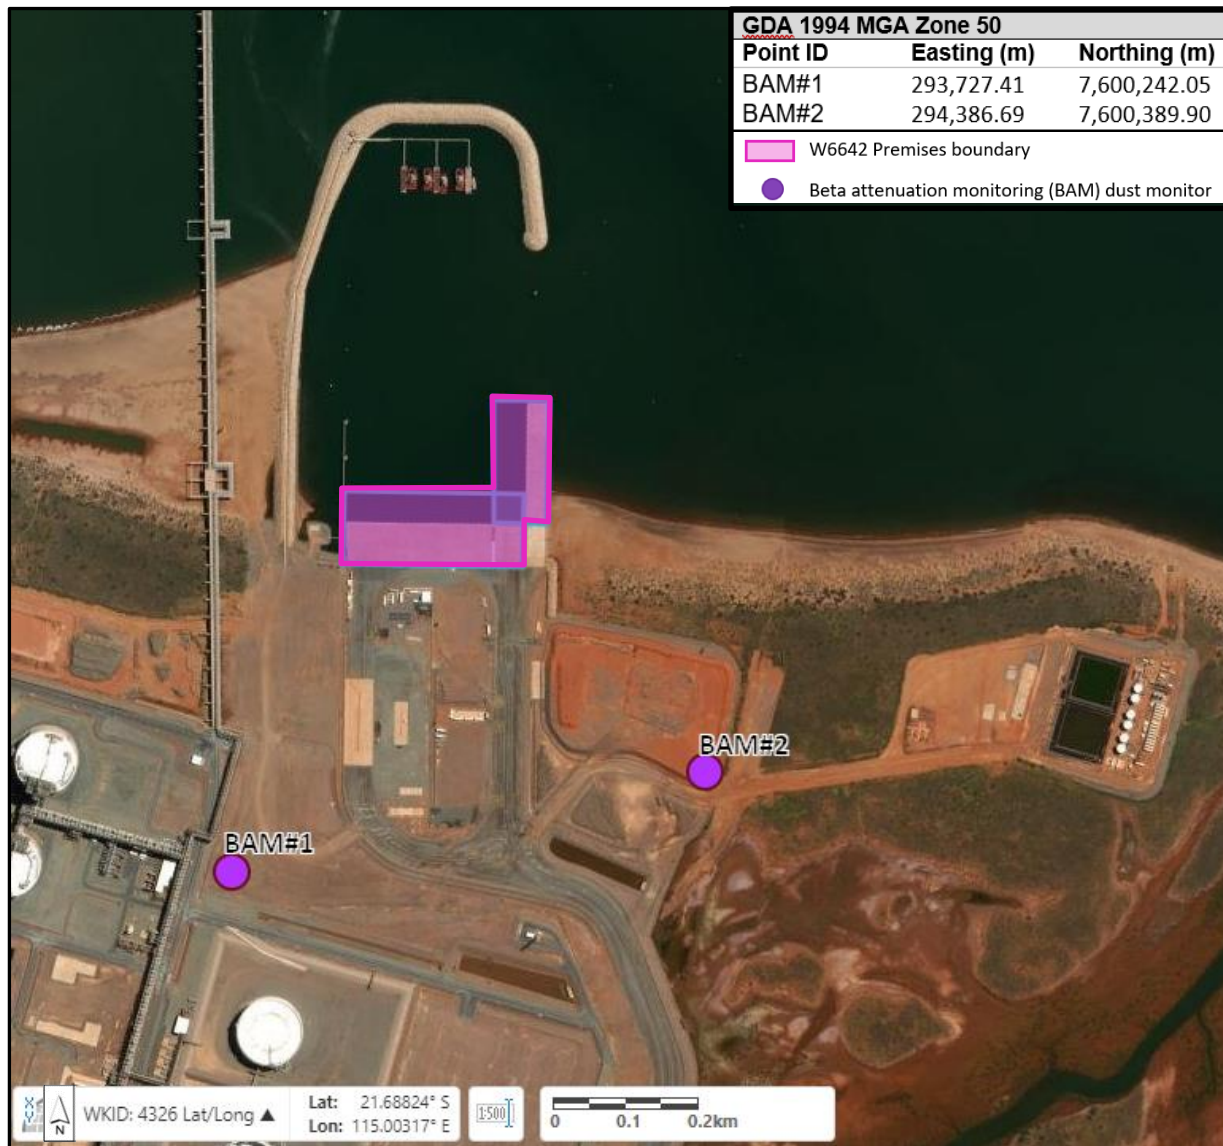 GDA 1994 MGA Zone 50
Point ID Easting (m) Northing (m)
BAM#1 293,727.41 7,600,242.05
BAM#2 294,386.69 7,600,389.90
W6642 Premises boundary
Beta attenuation monitoring (BAM) dust monitor
BAM#2
BAM#1
N
WKID: 4326 Lat/Long ▲
Lat: 21.68824° S
Lon: 115.00317° E
1:500
0 0.1 0.2km